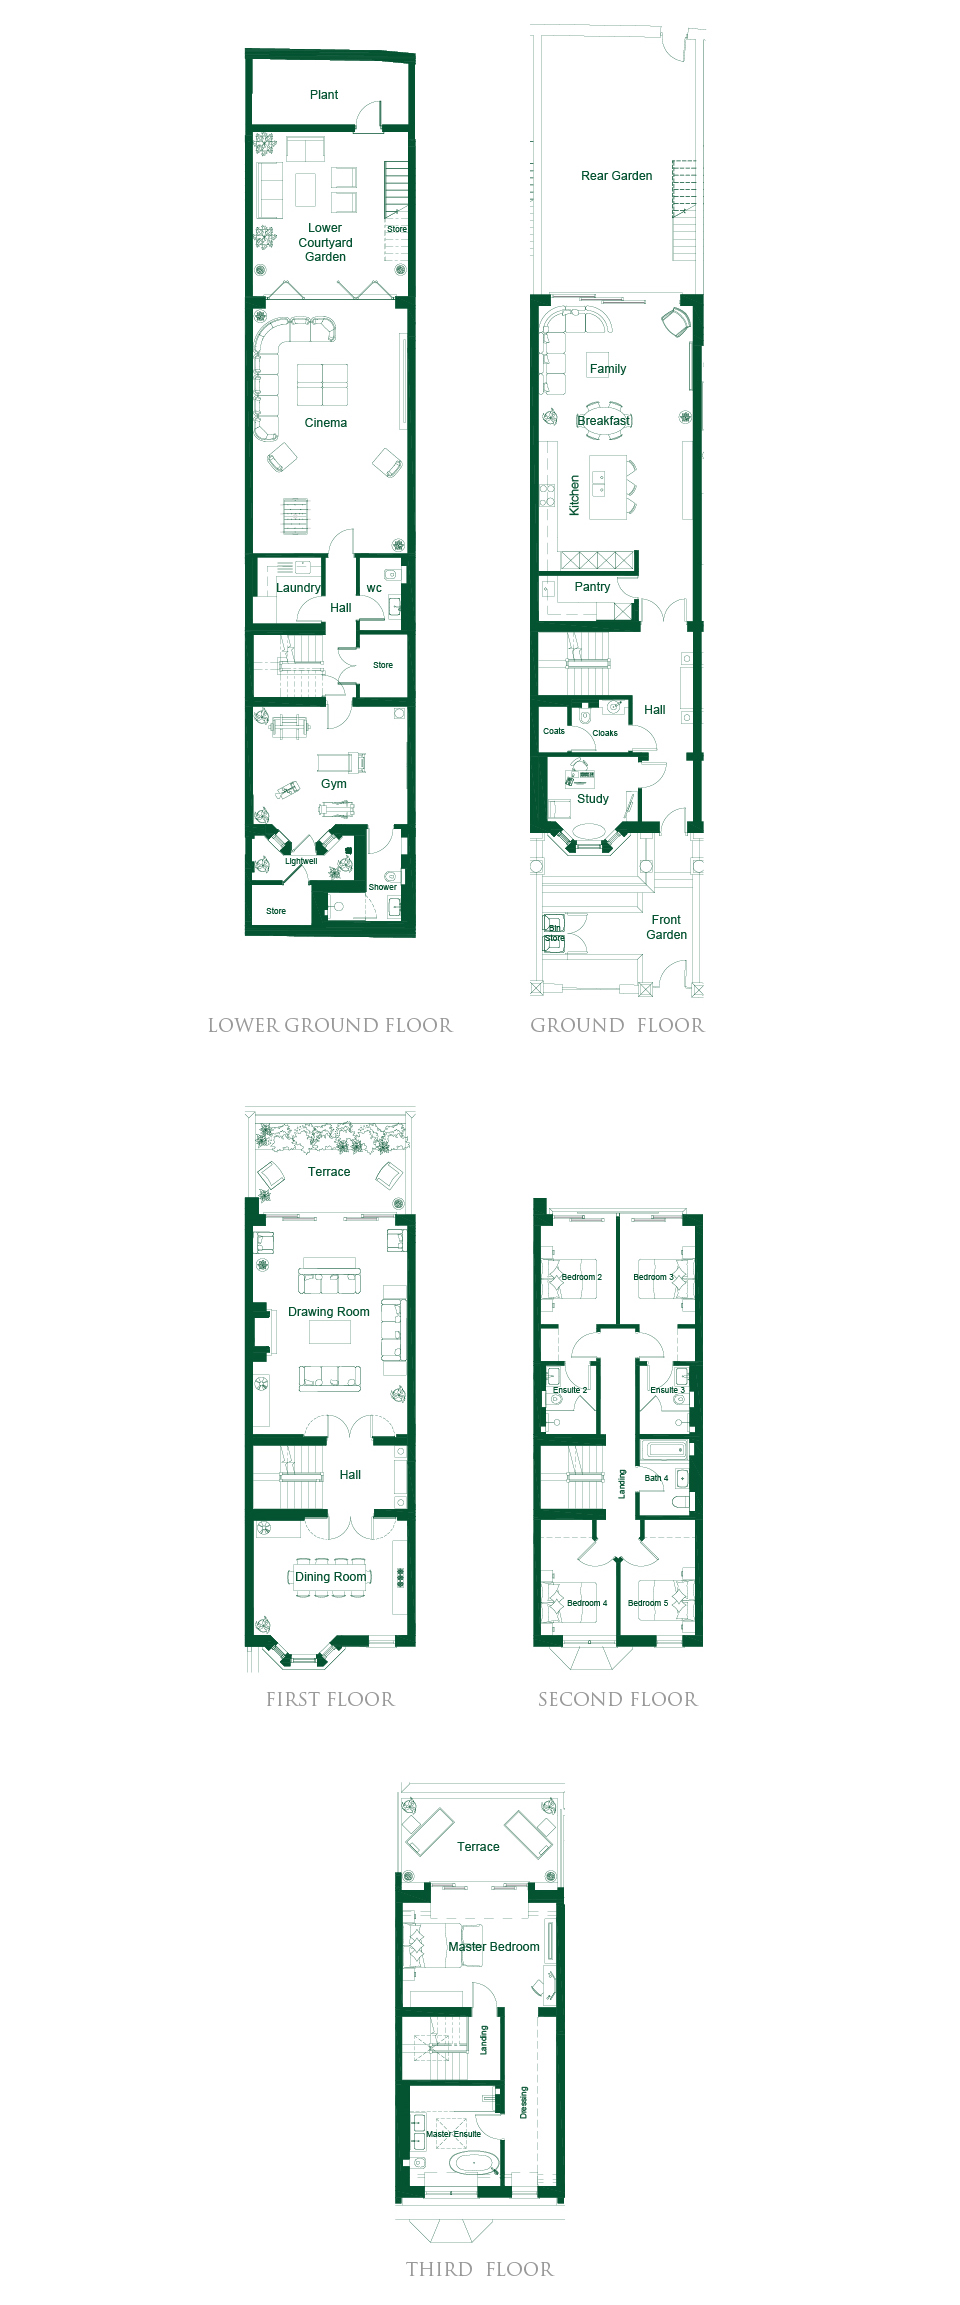 Plant
Lower
Courtyard
Garden
Store
Cinema
Laundry
wc
Hall
Store
Gym
Lightwell
Shower
Store
LOWER GROUND FLOOR
Rear Garden
Family
Breakfast
Kitchen
Pantry
Hall
Coats
Cloaks
Study
Front
Garden
Bin
Store
GROUND FLOOR
Terrace
Drawing Room
Hall
Dining Room
FIRST FLOOR
Bedroom 2
Bedroom 3
Ensuite 2
Ensuite 3
Landing
Bath 4
Bedroom 4
Bedroom 5
SECOND FLOOR
Terrace
Master Bedroom
Landing
Dressing
Master Ensuite
THIRD FLOOR